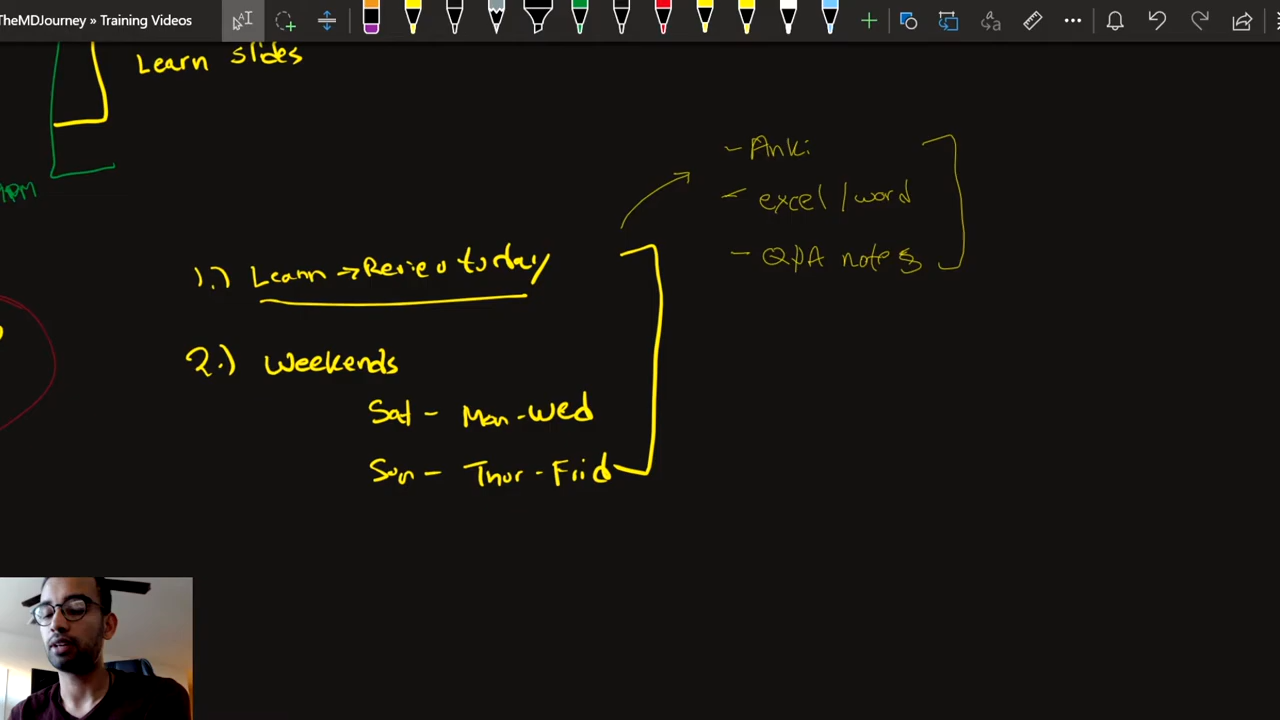 TheMDJourney » Training Videos
Learn slides
1PM
- Anki
- excel / word
- Q/A notes
1.) Learn → Review today
2.) Weekends
Sat - Mon - Wed
Sun - Thur - Frid